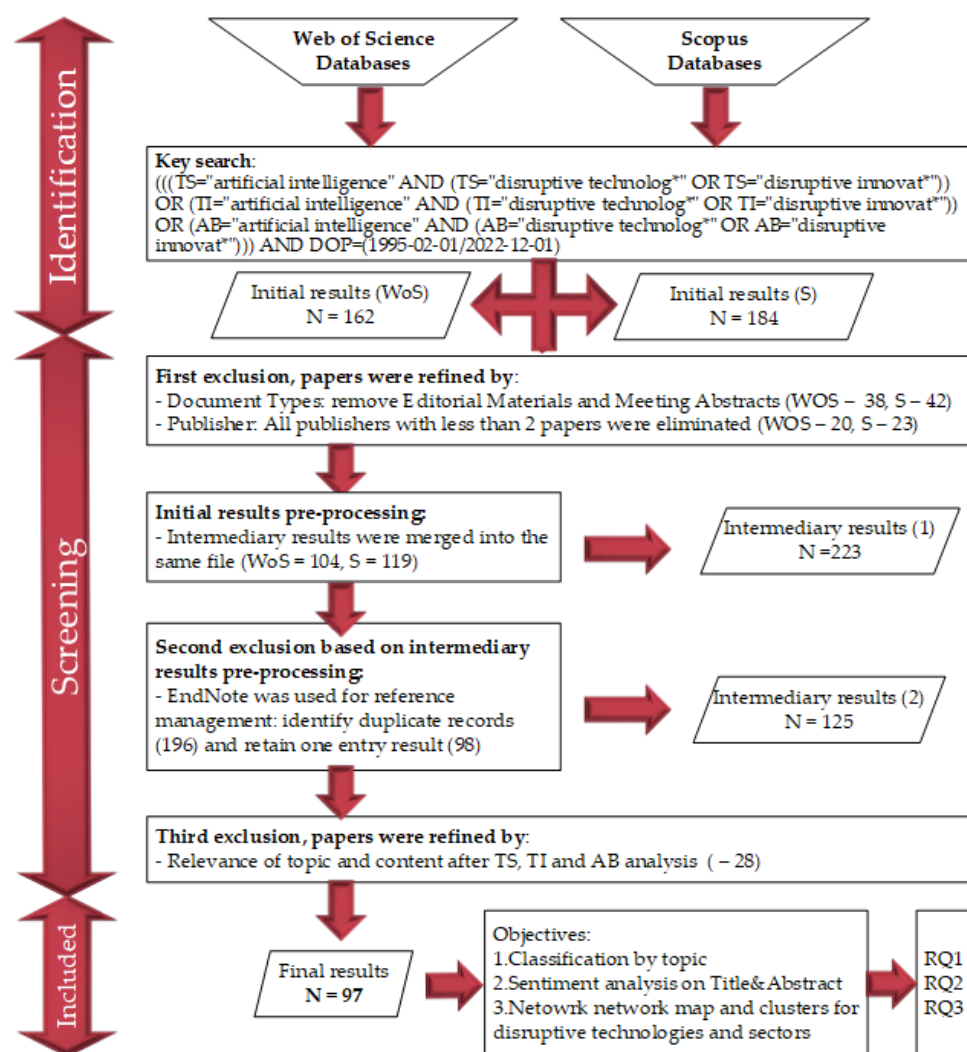 Identification
Web of Science
Databases
Scopus
Databases
Key search:
(((TS="artificial intelligence" AND (TS="disruptive technolog*" OR TS="disruptive innovat*"))
OR (TI="artificial intelligence" AND (TI="disruptive technolog*" OR TI="disruptive innovat*"))
OR (AB="artificial intelligence" AND (AB="disruptive technolog*" OR AB="disruptive
innovat*"))) AND DOP=(1995-02-01/2022-12-01)
Initial results (WoS)
N = 162
Initial results (S)
N = 184
Screening
First exclusion, papers were refined by:
- Document Types: remove Editorial Materials and Meeting Abstracts (WOS – 38, S – 42)
- Publisher: All publishers with less than 2 papers were eliminated (WOS – 20, S – 23)
Initial results pre-processing:
- Intermediary results were merged into the
same file (WoS = 104, S = 119)
Intermediary results (1)
N =223
Second exclusion based on intermediary
results pre-processing:
- EndNote was used for reference
management: identify duplicate records
(196) and retain one entry result (98)
Intermediary results (2)
N = 125
Third exclusion, papers were refined by:
- Relevance of topic and content after TS, TI and AB analysis ( – 28)
Included
Final results
N = 97
Objectives:
1.Classification by topic
2.Sentiment analysis on Title&Abstract
3.Netowrk network map and clusters for
disruptive technologies and sectors
RQ1
RQ2
RQ3